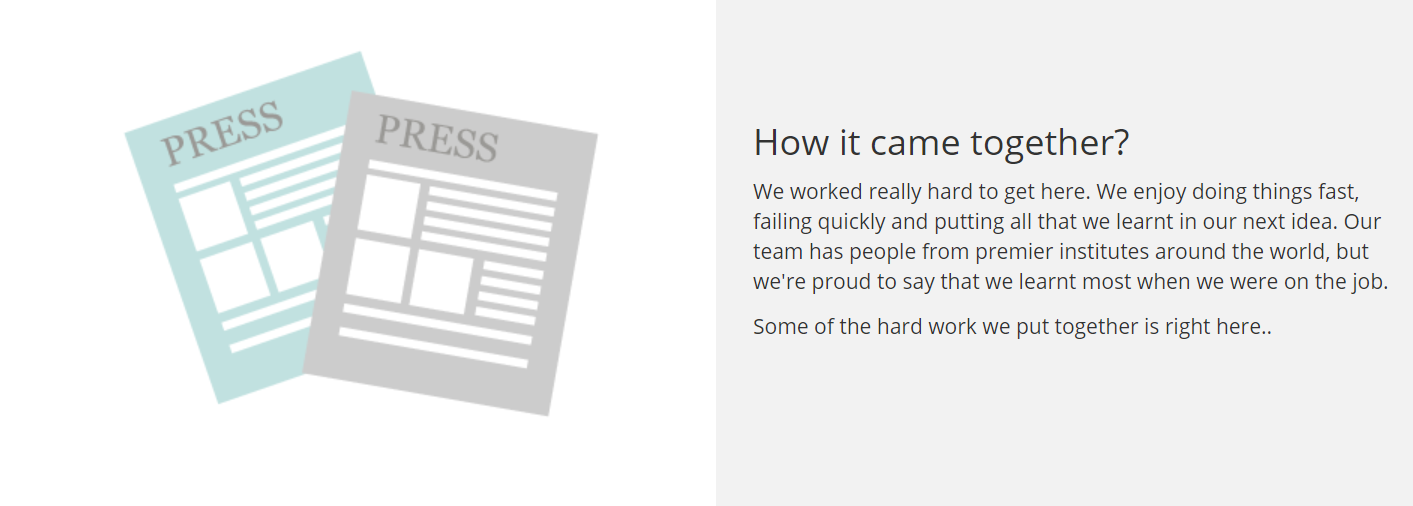 PRESS
PRESS
How it came together?
We worked really hard to get here. We enjoy doing things fast,
failing quickly and putting all that we learnt in our next idea. Our
team has people from premier institutes around the world, but
we're proud to say that we learnt most when we were on the job.
Some of the hard work we put together is right here..